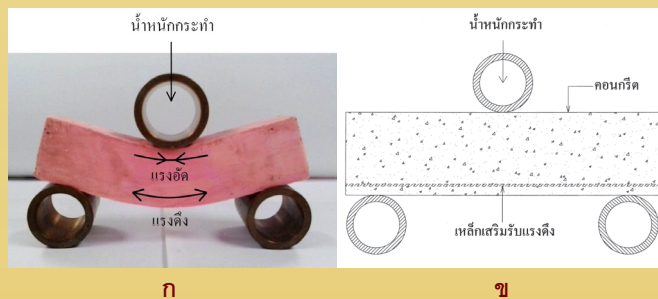 น้ำหนักกระทำ
แรงอัด
แรงดึง
ก
น้ำหนักกระทำ
คอนกรีต
เหล็กเสริมรับแรงดึง
ข